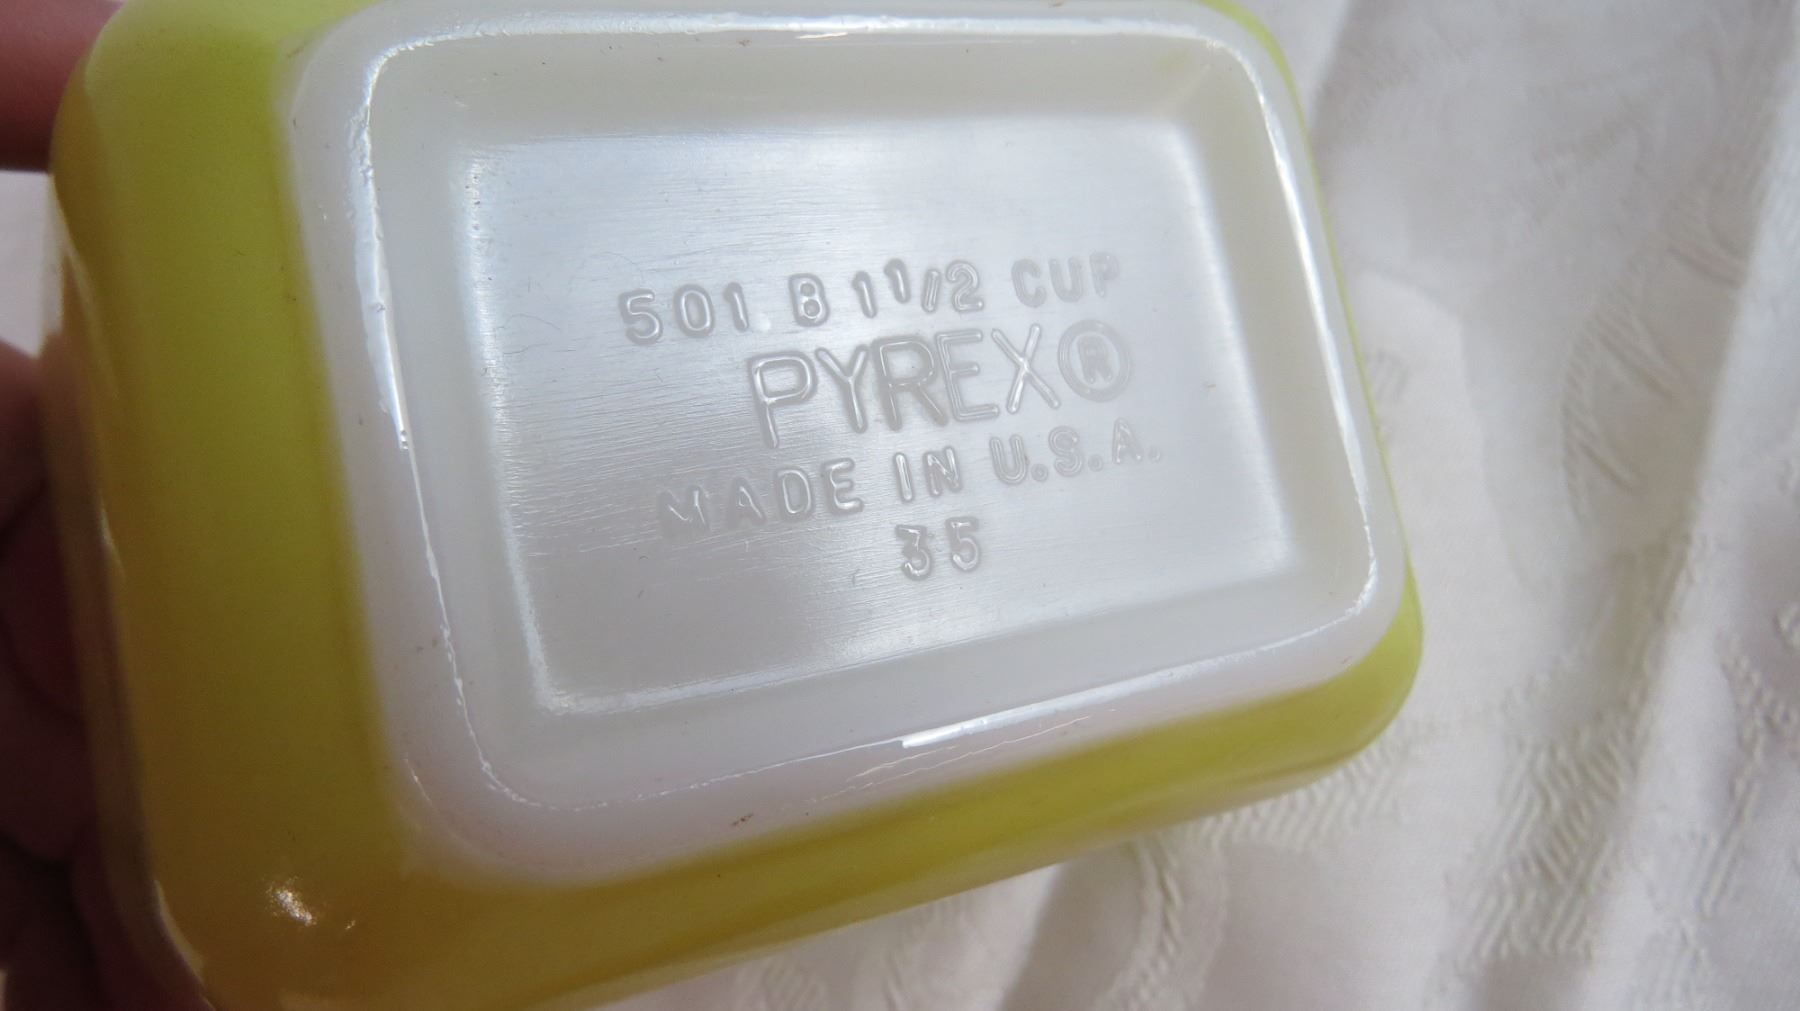 501 B 1 1/2 CUP
PYREX®
MADE IN U.S.A.
35